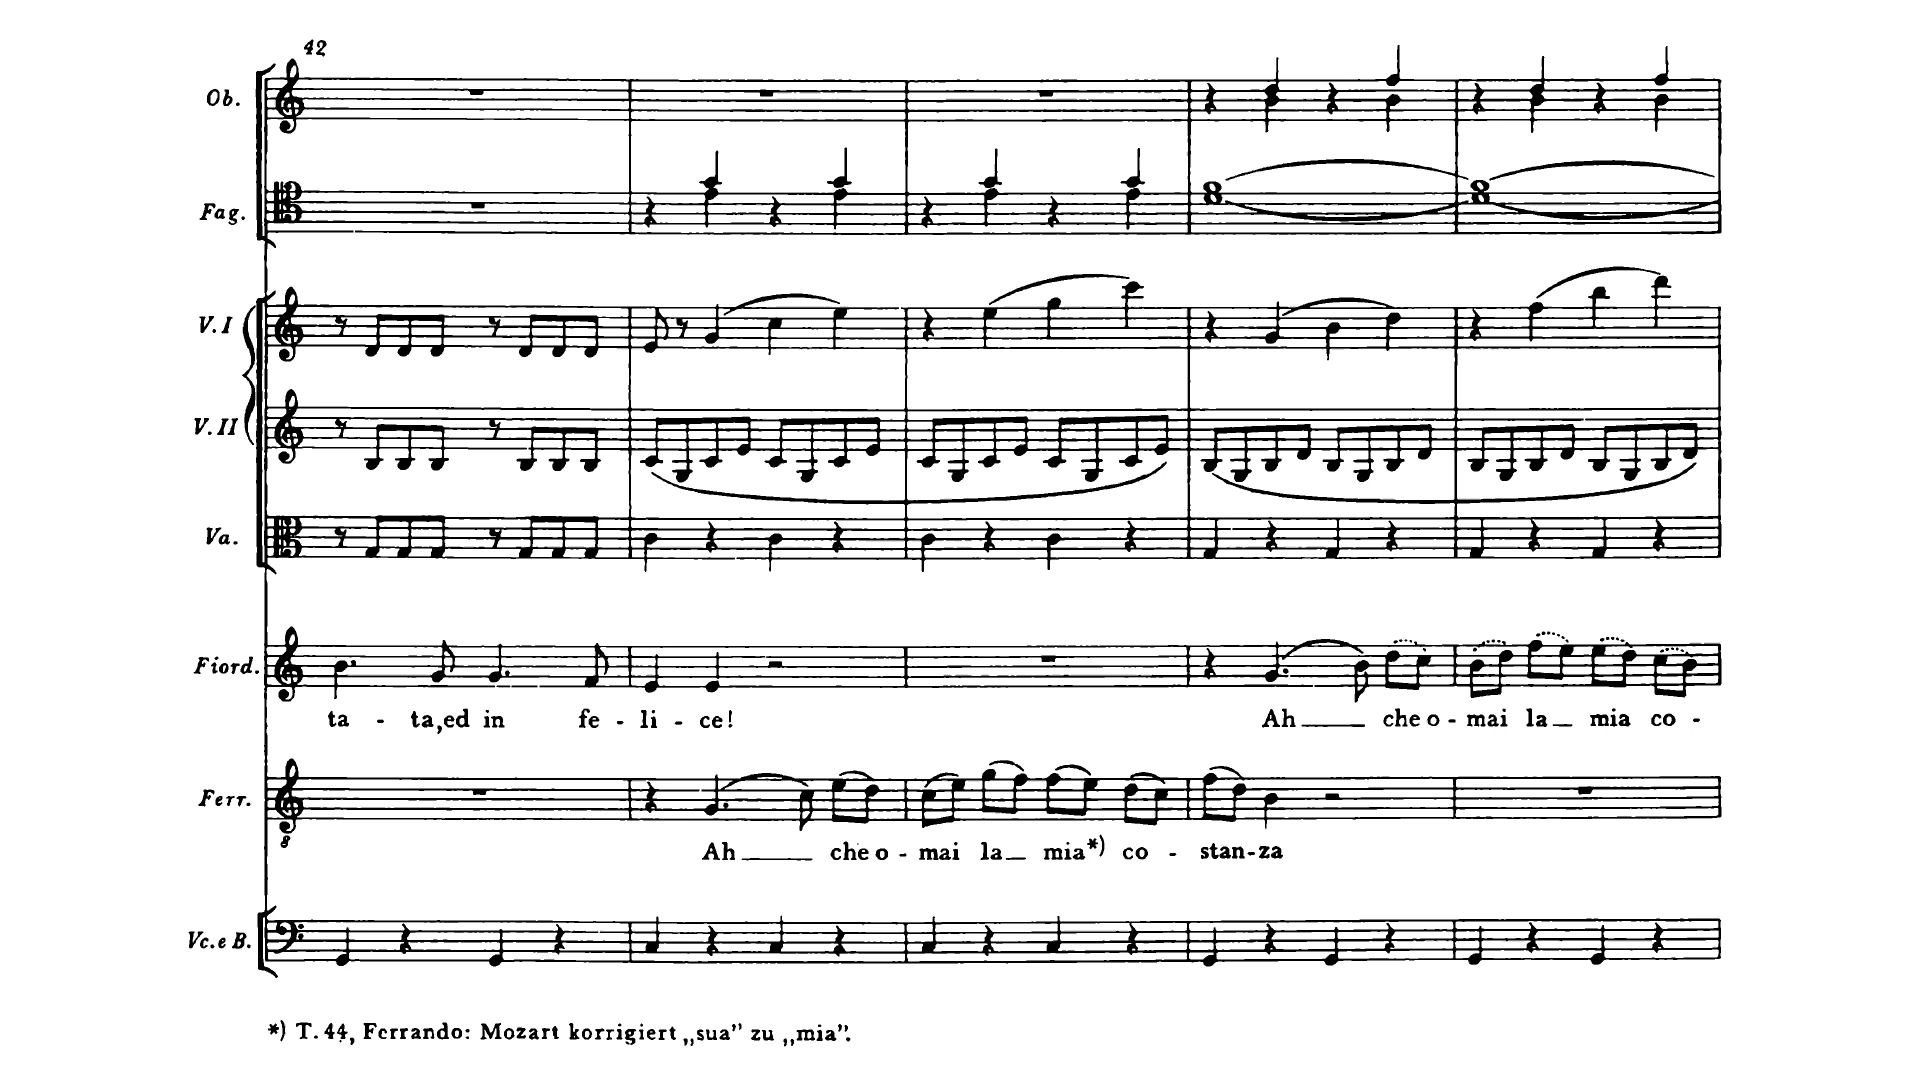 42
Ob.
Fag.
V. I
V. II
Va.
Fiord.
ta - ta,ed in fe - li - ce! Ah che o - mai la mia co -
Ferr.
8
Ah che o - mai la mia*) co - stan-za
Vc. e B.
*) T. 44, Ferrando: Mozart korrigiert „sua” zu „mia”.